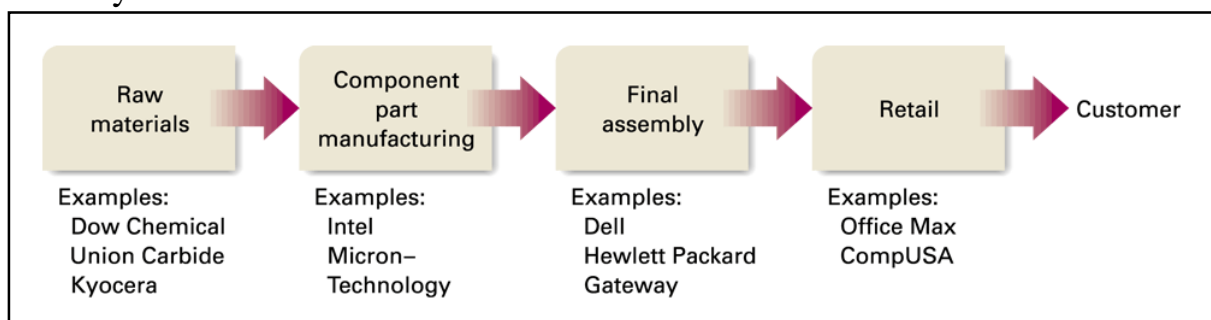 Raw
materials
Component
part
manufacturing
Final
assembly
Retail
Customer
Examples:
Dow Chemical
Union Carbide
Kyocera
Examples:
Intel
Micron–
Technology
Examples:
Dell
Hewlett Packard
Gateway
Examples:
Office Max
CompUSA